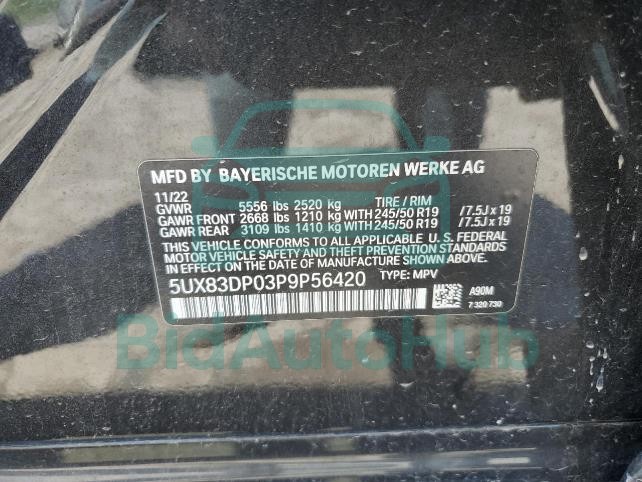 MFD BY BAYERISCHE MOTOREN WERKE AG
11/22
GVWR 5556 lbs 2520 kg TIRE / RIM
GAWR FRONT 2668 lbs 1210 kg WITH 245/50 R19 /7.5J x 19
GAWR REAR 3109 lbs 1410 kg WITH 245/50 R19 /7.5J x 19
THIS VEHICLE CONFORMS TO ALL APPLICABLE U. S. FEDERAL
MOTOR VEHICLE SAFETY, BUMPER, AND THEFT PREVENTION STANDARDS
IN EFFECT ON THE DATE OF MANUFACTURE SHOWN ABOVE.
5UX83DP03P9P56420 TYPE: MPV
A90M
7 320 730
BidAutoHub